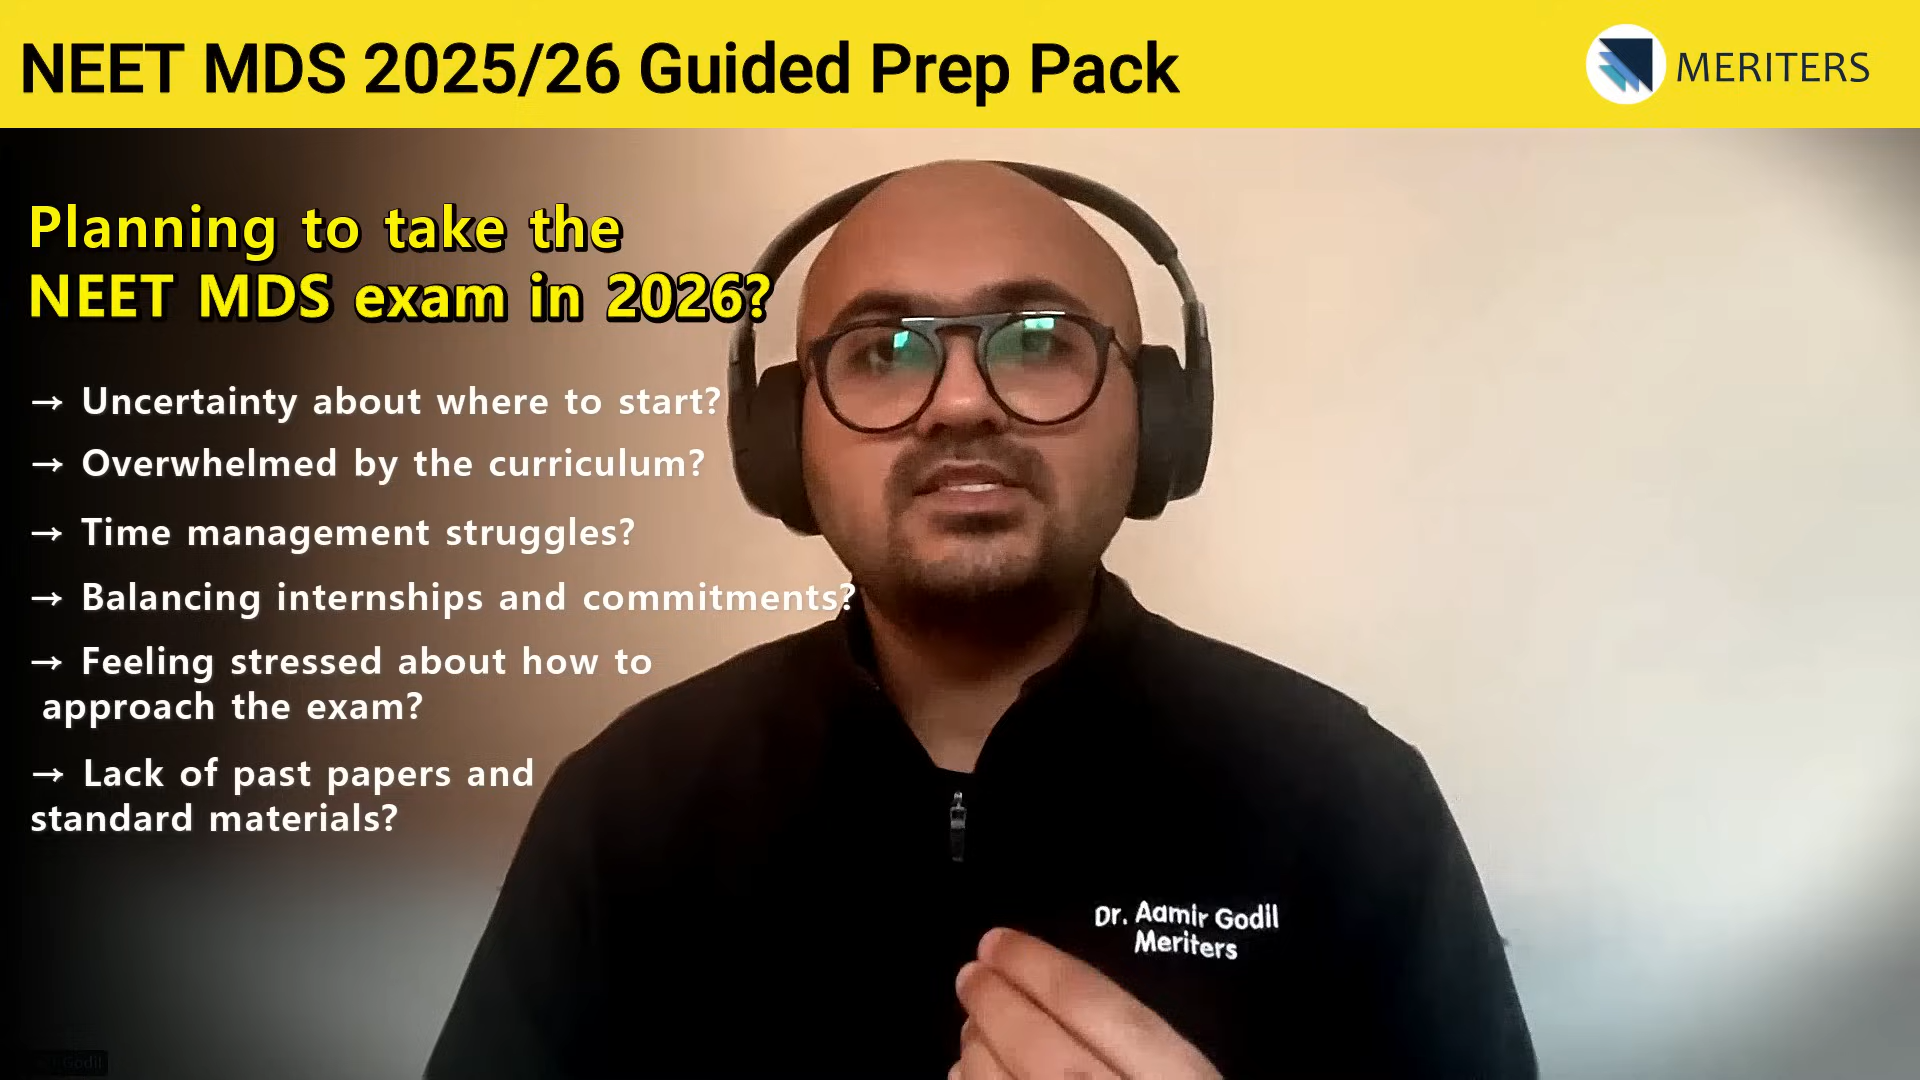 NEET MDS 2025/26 Guided Prep Pack
MERITERS
Planning to take the
NEET MDS exam in 2026?
→ Uncertainty about where to start?
→ Overwhelmed by the curriculum?
→ Time management struggles?
→ Balancing internships and commitments?
→ Feeling stressed about how to
approach the exam?
→ Lack of past papers and
standard materials?
Dr. Aamir Godil
Meriters
Godil